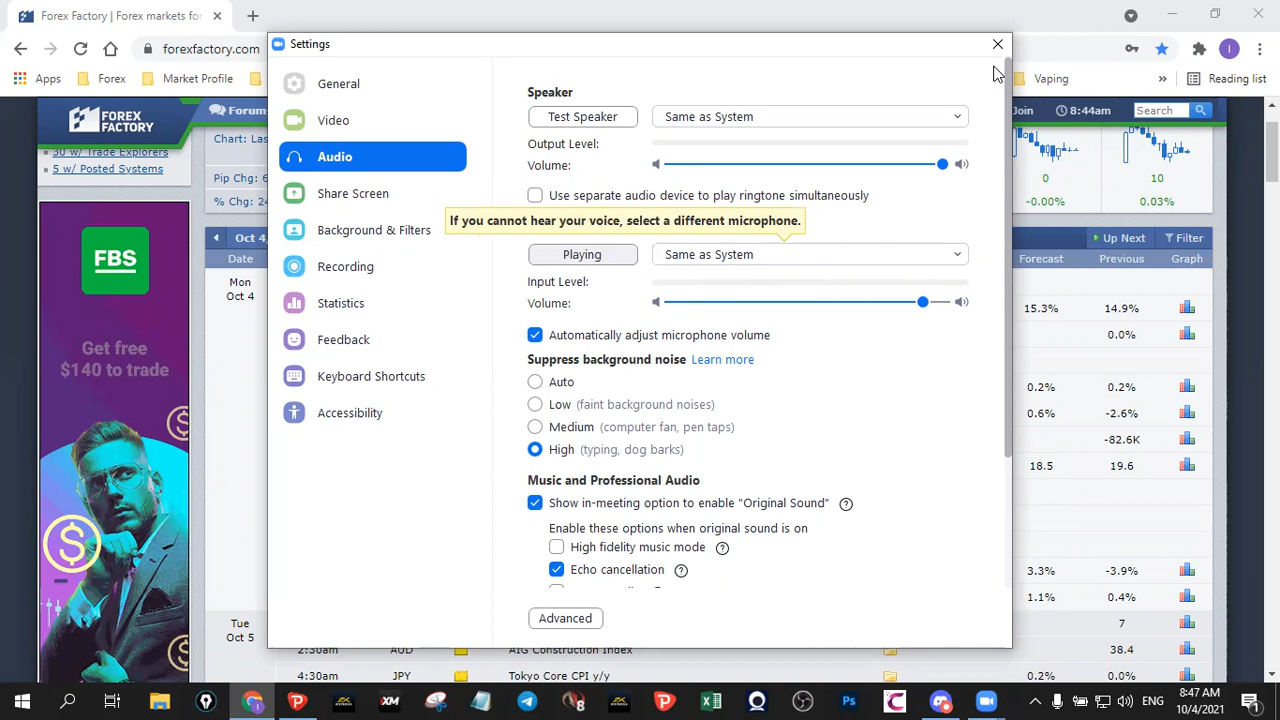 Forex Factory | Forex markets for
forexfactory.com
Apps
Forex
Market Profile
Vaping
»
Reading list
Settings
General
Video
Audio
Share Screen
Background & Filters
Recording
Statistics
Feedback
Keyboard Shortcuts
Accessibility
Speaker
Test Speaker
Same as System
Output Level:
Volume:
Use separate audio device to play ringtone simultaneously
If you cannot hear your voice, select a different microphone.
Playing
Same as System
Input Level:
Volume:
Automatically adjust microphone volume
Suppress background noise Learn more
Auto
Low (faint background noises)
Medium (computer fan, pen taps)
High (typing, dog barks)
Music and Professional Audio
Show in-meeting option to enable "Original Sound"
Enable these options when original sound is on
High fidelity music mode
Echo cancellation
Advanced
FOREX
FACTORY
Forums
Join
8:44am
Search
30 w/ Trade Explorers
5 w/ Posted Systems
Chart: Las
Pip Chg: 6
% Chg: 24
0
10
-0.00%
0.03%
Oct 4,
Up Next
Filter
Date
Forecast
Previous
Graph
Mon
Oct 4
15.3% 14.9%
0.0%
0.2% 0.2%
0.6% -2.6%
-82.6K
18.5 19.6
3.3% -3.9%
1.1% 0.4%
Tue
Oct 5
7
2:30am AUD AIG Construction Index 38.4
4:30am JPY Tokyo Core CPI y/y 0.2% 0.0%
FBS
Get free
$140 to trade
ENG
8:47 AM
10/4/2021